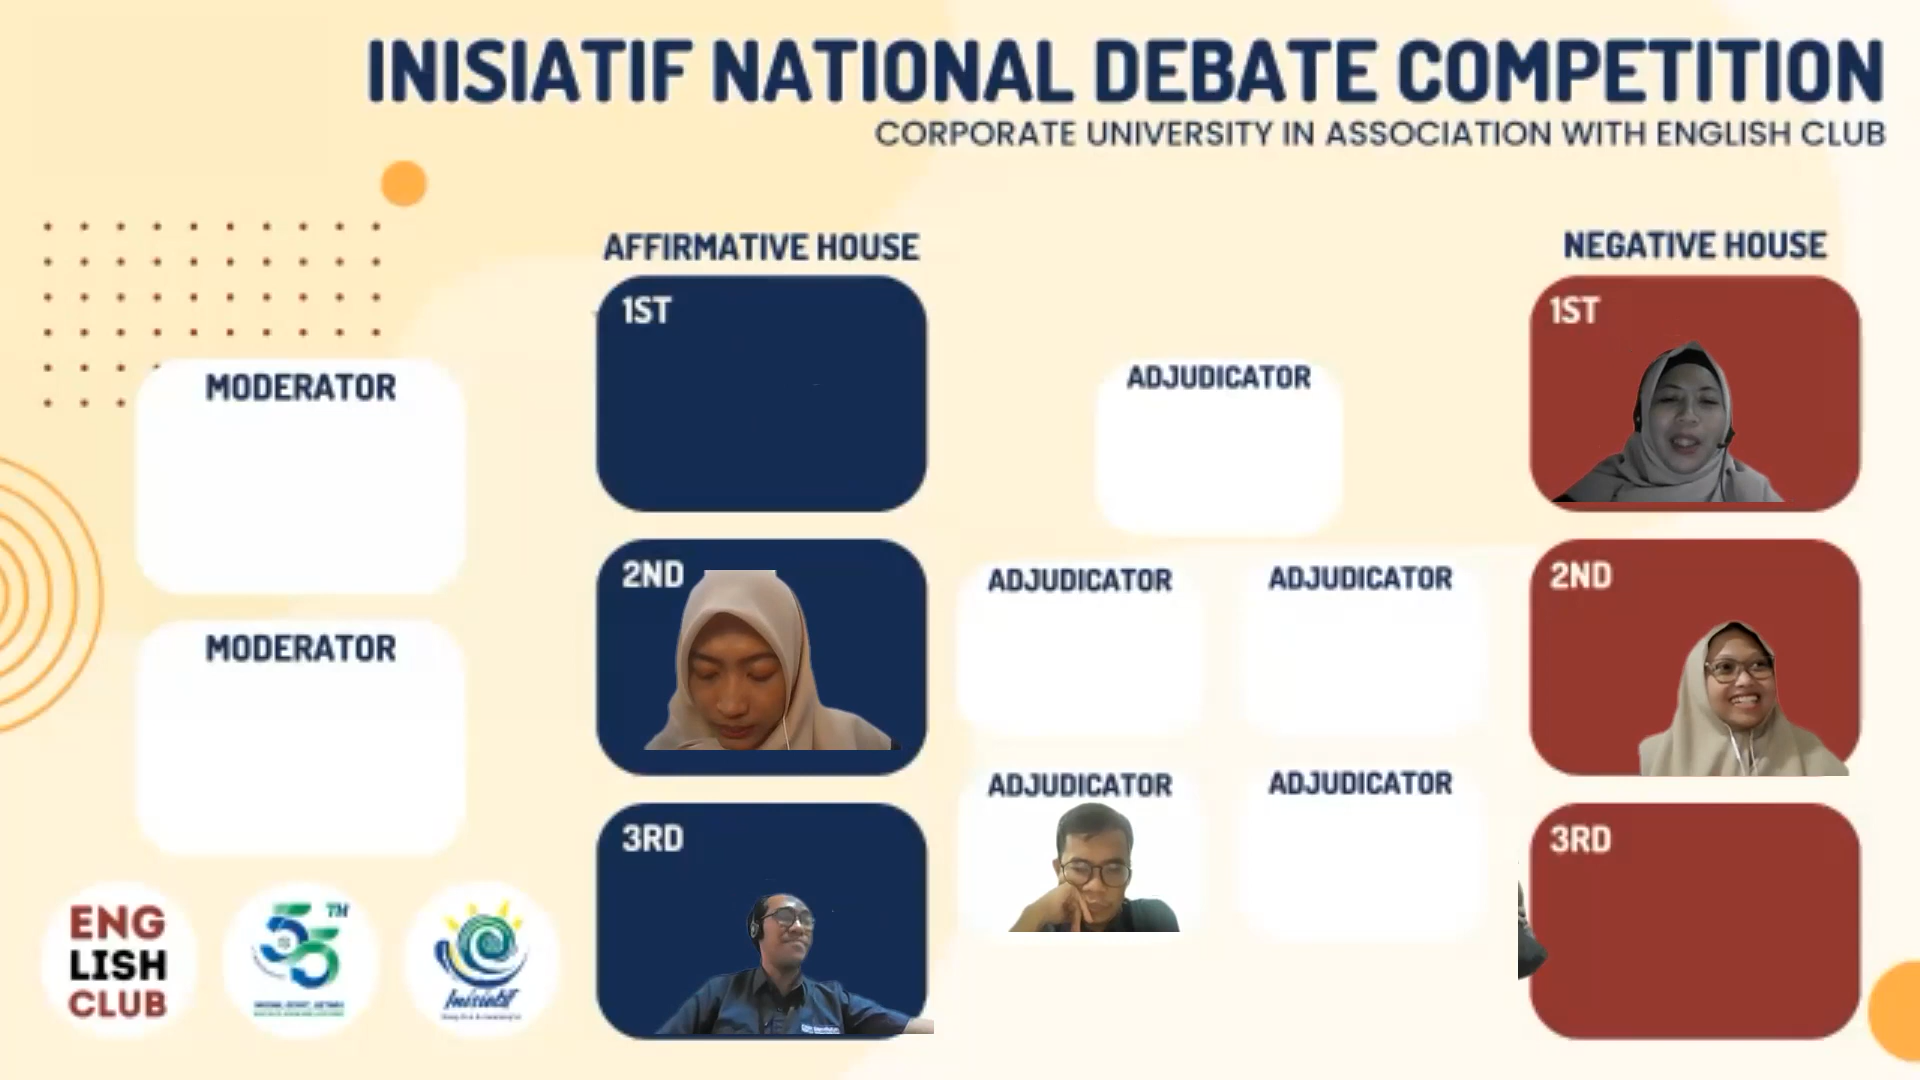 INISIATIF NATIONAL DEBATE COMPETITION
CORPORATE UNIVERSITY IN ASSOCIATION WITH ENGLISH CLUB
AFFIRMATIVE HOUSE
NEGATIVE HOUSE
1ST
1ST
MODERATOR
ADJUDICATOR
2ND
ADJUDICATOR
ADJUDICATOR
2ND
MODERATOR
ADJUDICATOR
ADJUDICATOR
3RD
3RD
ENG
LISH
CLUB
55TH
Inisiatif